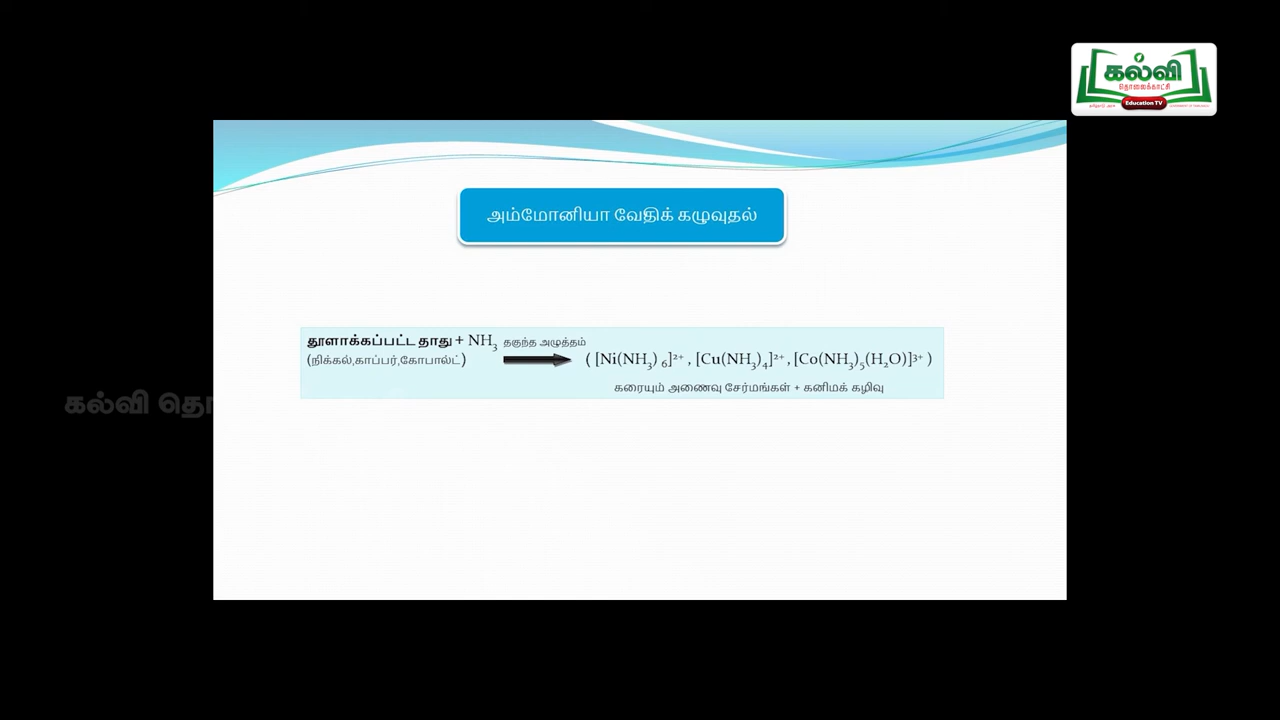 கல்வி
தொலைக்காட்சி
Education TV
அம்மோனியா வேதிக் கழுவுதல்
தூளாக்கப்பட்ட தாது + NH₃ தகுந்த அழுத்தம்
(நிக்கல்,காப்பர்,கோபால்ட்) ( [Ni(NH₃) ₆]²⁺ , [Cu(NH₃)₄]²⁺ , [Co(NH₃)₅(H₂O)]³⁺ )
கரையும் அணைவு சேர்மங்கள் + கனிமக் கழிவு
கல்வி தொ